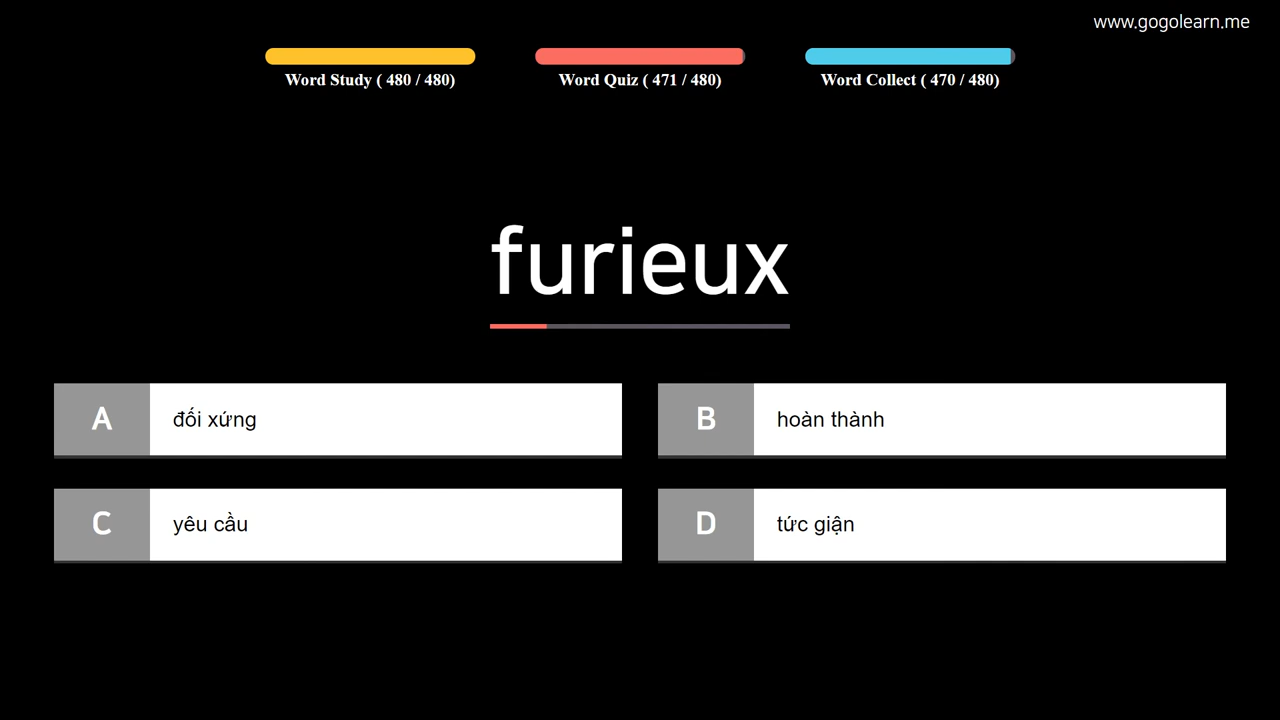 www.gogolearn.me
Word Study ( 480 / 480)
Word Quiz ( 471 / 480)
Word Collect ( 470 / 480)
furieux
A đối xứng
B hoàn thành
C yêu cầu
D tức giận